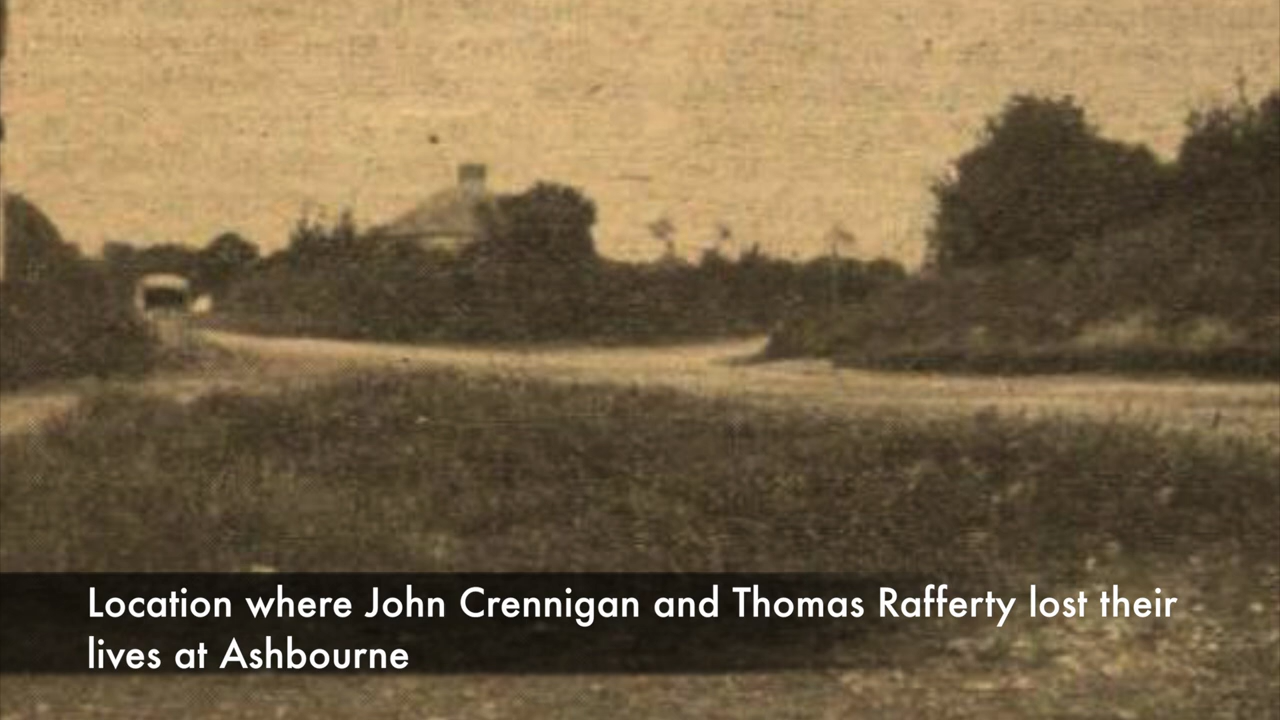 Location where John Crennigan and Thomas Rafferty lost their
lives at Ashbourne